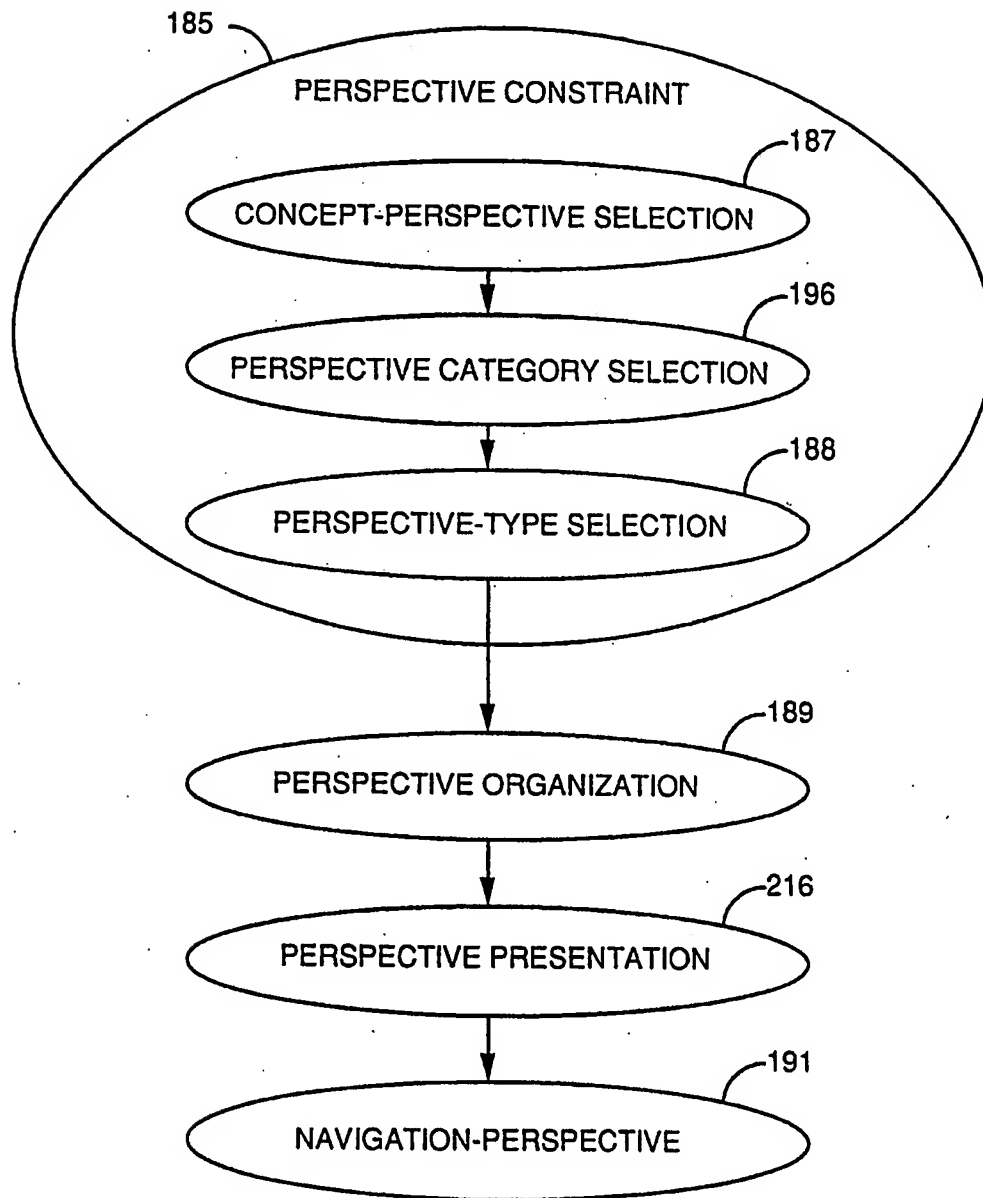 185
PERSPECTIVE CONSTRAINT
187
CONCEPT-PERSPECTIVE SELECTION
196
PERSPECTIVE CATEGORY SELECTION
188
PERSPECTIVE-TYPE SELECTION
189
PERSPECTIVE ORGANIZATION
216
PERSPECTIVE PRESENTATION
191
NAVIGATION-PERSPECTIVE